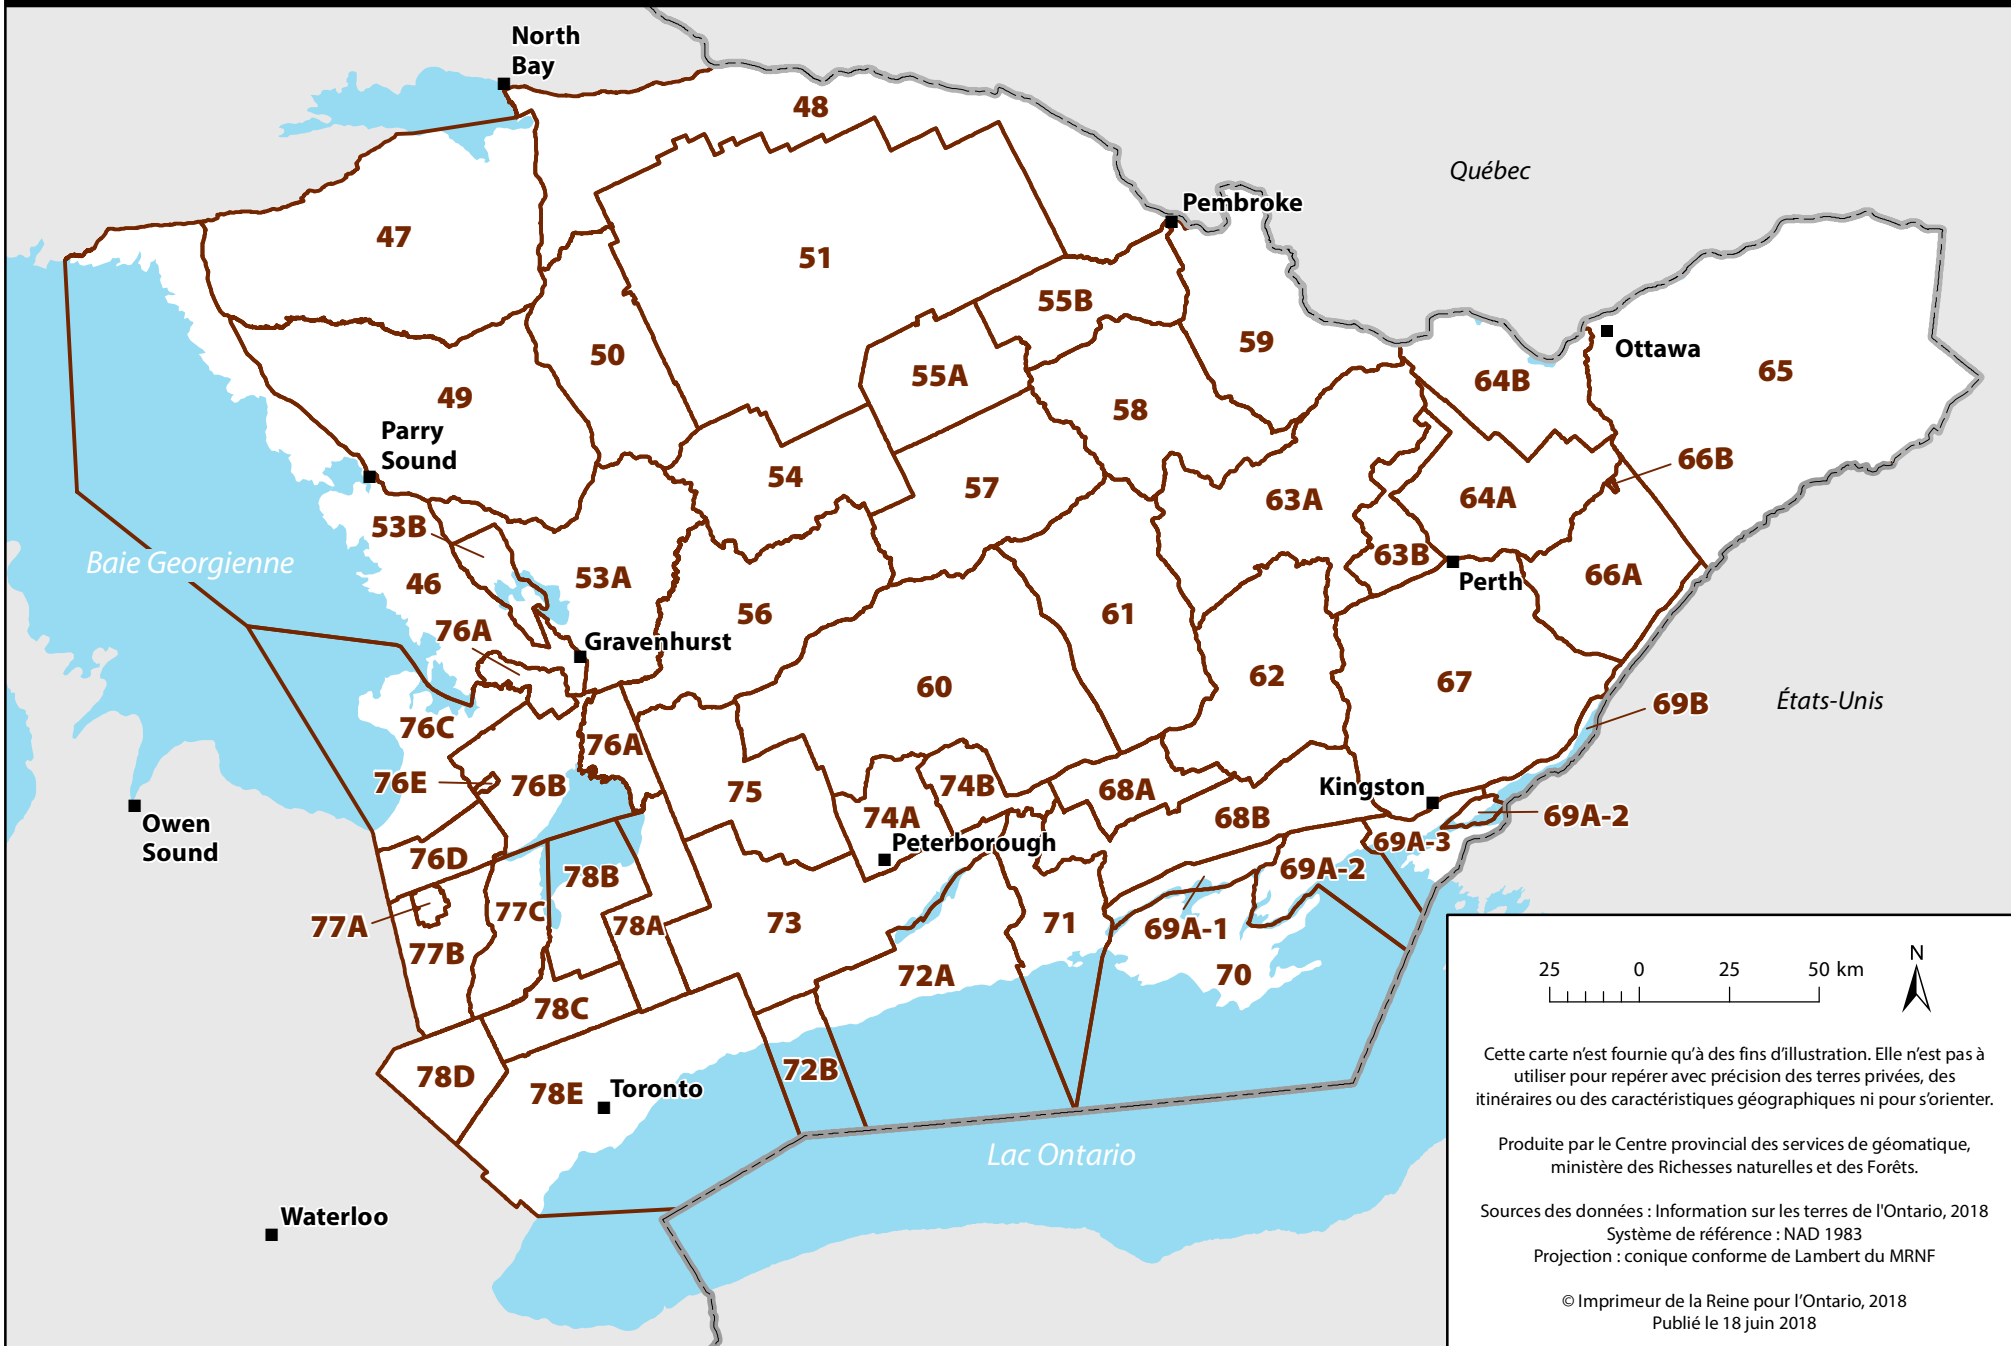 North
Bay
48
Québec
Pembroke
47
51
55B
59
Ottawa
50
55A
64B
65
49
58
Parry
Sound
66B
54
57
63A
64A
53B
Baie Georgienne
46
53A
63B
Perth
66A
56
61
76A
Gravenhurst
60
62
67
États-Unis
69B
76C
76A
76E
76B
75
74B
68A
Kingston
Owen
Sound
74A
68B
69A-2
Peterborough
69A-3
76D
78B
69A-2
77A
77C
78A
73
71
69A-1
77B
72A
70
78C
72B
78D
78E
Toronto
Lac Ontario
Waterloo
N
25 0 25 50 km
Cette carte n'est fournie qu'à des fins d'illustration. Elle n'est pas à
utiliser pour repérer avec précision des terres privées, des
itinéraires ou des caractéristiques géographiques ni pour s'orienter.
Produite par le Centre provincial des services de géomatique,
ministère des Richesses naturelles et des Forêts.
Sources des données : Information sur les terres de l'Ontario, 2018
Système de référence : NAD 1983
Projection : conique conforme de Lambert du MRNF
© Imprimeur de la Reine pour l'Ontario, 2018
Publié le 18 juin 2018